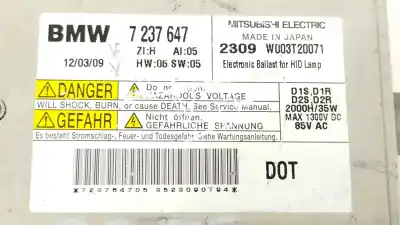 BMW 7 237 647
ZI:H AI:05
12/03/09 HW:06 SW:05
MITSUBISHI ELECTRIC
MADE IN JAPAN
2309 W003T20071
Electronic Ballast for HID Lamp
DANGER HAZARDOUS VOLTAGE
WILL SHOCK, BURN, or cause DEATH. See Service Manual.
GEFAHR NICHT ÖFFNEN.
GEFÄHRLICHE SPANNUNG
Es besteht Stromschlag-, Feuer- und Todesgefahr! Siehe Wartungsanleitung.
D1S,D1R
D2S,D2R
2000H/35W
MAX 1300V DC
85V AC
*723764705 3523090794*
DOT